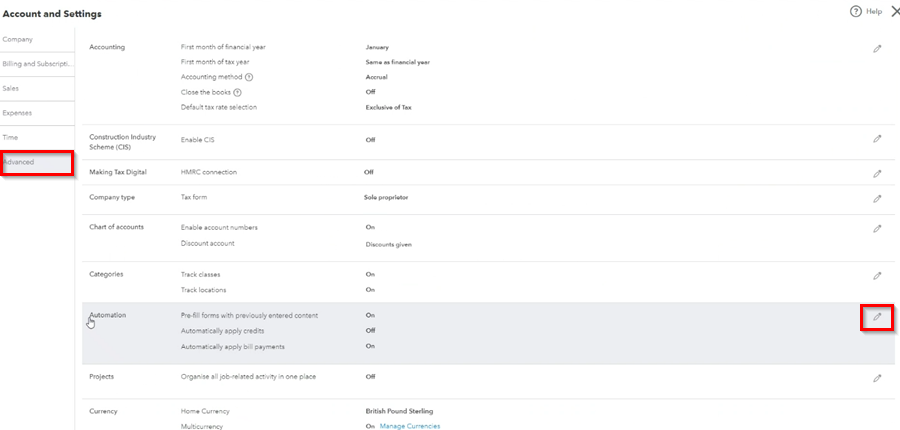 Account and Settings
Help
Company
Billing and Subscripti...
Sales
Expenses
Time
Advanced
Accounting
First month of financial year January
First month of tax year Same as financial year
Accounting method Accrual
Close the books Off
Default tax rate selection Exclusive of Tax
Construction Industry
Scheme (CIS)
Enable CIS Off
Making Tax Digital HMRC connection Off
Company type Tax form Sole proprietor
Chart of accounts Enable account numbers On
Discount account Discounts given
Categories Track classes On
Track locations On
Automation Pre-fill forms with previously entered content On
Automatically apply credits Off
Automatically apply bill payments On
Projects Organise all job-related activity in one place Off
Currency Home Currency British Pound Sterling
Multicurrency On Manage Currencies